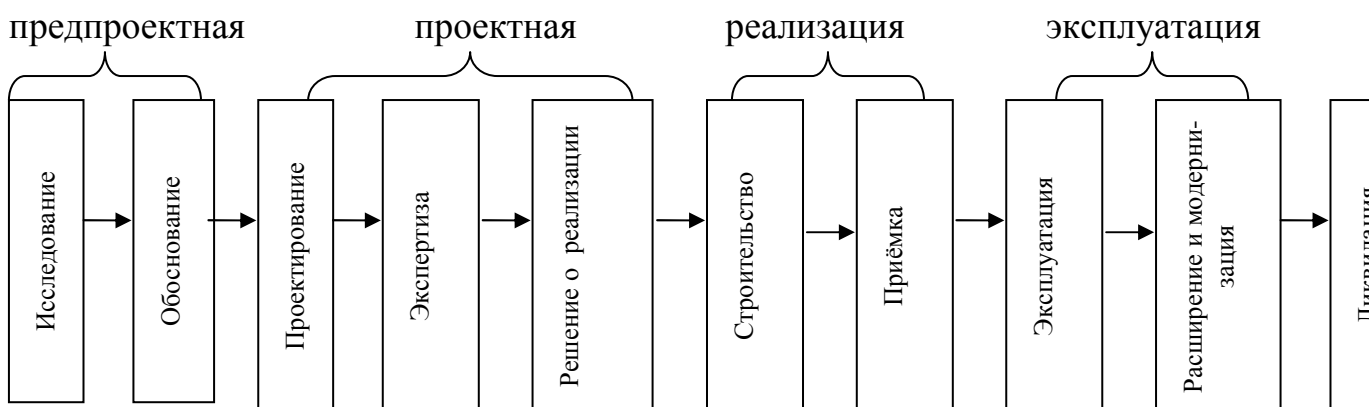 предпроектная
проектная
реализация
эксплуатация
Исследование
Обоснование
Проектирование
Экспертиза
Решение о реализации
Строительство
Приёмка
Эксплуатация
Расширение и модерни-
зация